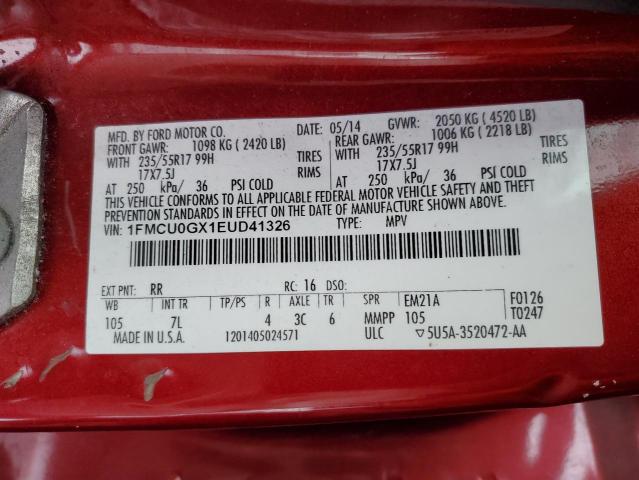 MFD. BY FORD MOTOR CO. 05/14 GVWR: 2050 KG ( 4520 LB)
FRONT GAWR: 1098 KG ( 2420 LB) REAR GAWR: 1006 KG ( 2218 LB)
WITH 235/55R17 99H TIRES WITH 235/55R17 99H TIRES
17X7.5J RIMS 17X7.5J RIMS
AT 250 kPa/ 36 PSI COLD AT 250 kPa/ 36 PSI COLD
THIS VEHICLE CONFORMS TO ALL APPLICABLE FEDERAL MOTOR VEHICLE SAFETY AND THEFT
PREVENTION STANDARDS IN EFFECT ON THE DATE OF MANUFACTURE SHOWN ABOVE.
VIN: 1FMCU0GX1EUD41326 TYPE: MPV
EXT PNT: RR RC: 16 DSO:
WB INT TR TP/PS R AXLE TR SPR EM21A F0126
105 7L 4 3C 6 MMPP 105 T0247
MADE IN U.S.A. 1201405024571 ULC ▽5U5A-3520472-AA